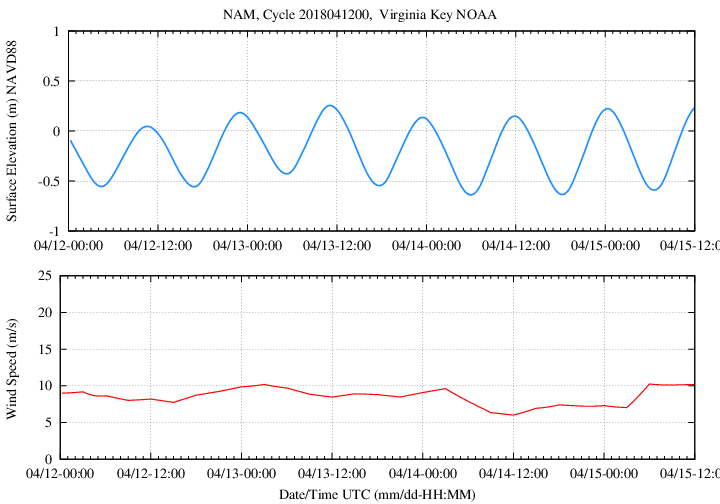 NAM, Cycle 2018041200, Virginia Key NOAA
Surface Elevation (m) NAVD88
1
0.5
0
-0.5
-1
04/12-00:00 04/12-12:00 04/13-00:00 04/13-12:00 04/14-00:00 04/14-12:00 04/15-00:00 04/15-12:0
Wind Speed (m/s)
25
20
15
10
5
0
04/12-00:00 04/12-12:00 04/13-00:00 04/13-12:00 04/14-00:00 04/14-12:00 04/15-00:00 04/15-12:0
Date/Time UTC (mm/dd-HH:MM)